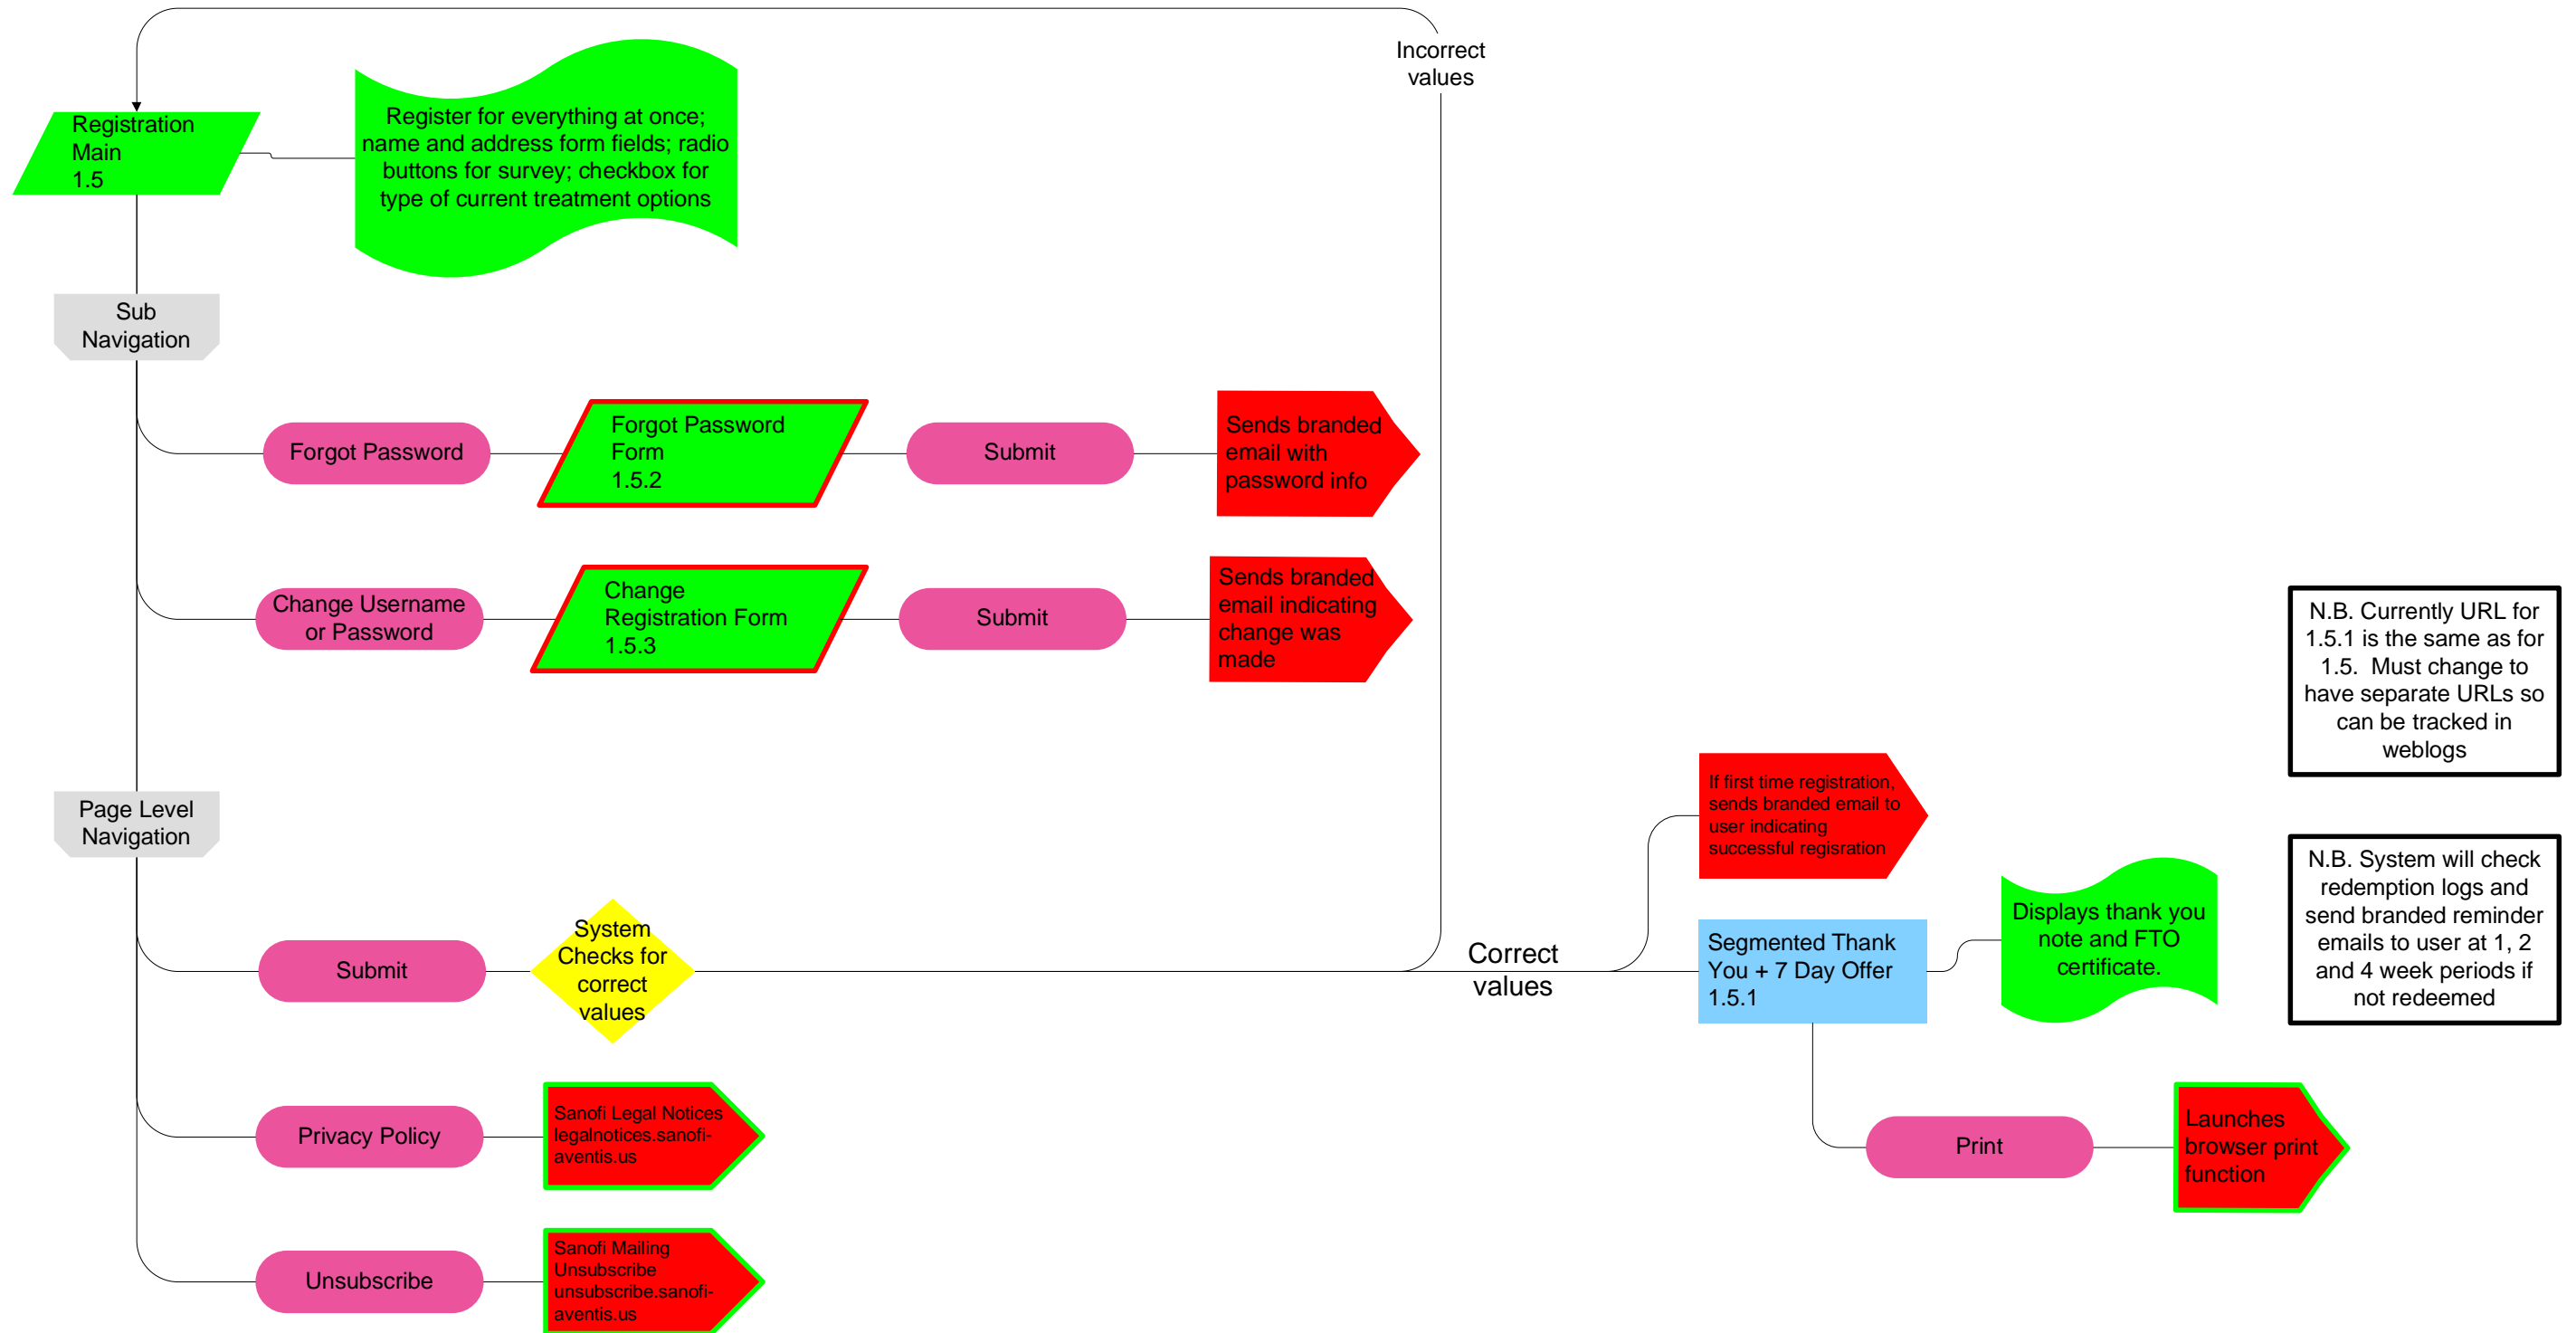 Incorrect
values
Registration
Main
1.5
Register for everything at once;
name and address form fields; radio
buttons for survey; checkbox for
type of current treatment options
Sub
Navigation
Forgot Password
Forgot Password
Form
1.5.2
Submit
Sends branded
email with
password info
Change Username
or Password
Change
Registration Form
1.5.3
Submit
Sends branded
email indicating
change was
made
N.B. Currently URL for
1.5.1 is the same as for
1.5.  Must change to
have separate URLs so
can be tracked in
weblogs
Page Level
Navigation
If first time registration,
sends branded email to
user indicating
successful regisration
N.B. System will check
redemption logs and
send branded reminder
emails to user at 1, 2
and 4 week periods if
not redeemed
Submit
System
Checks for
correct
values
Correct
values
Segmented Thank
You + 7 Day Offer
1.5.1
Displays thank you
note and FTO
certificate.
Privacy Policy
Sanofi Legal Notices
legalnotices.sanofi-
aventis.us
Print
Launches
browser print
function
Unsubscribe
Sanofi Mailing
Unsubscribe
unsubscribe.sanofi-
aventis.us